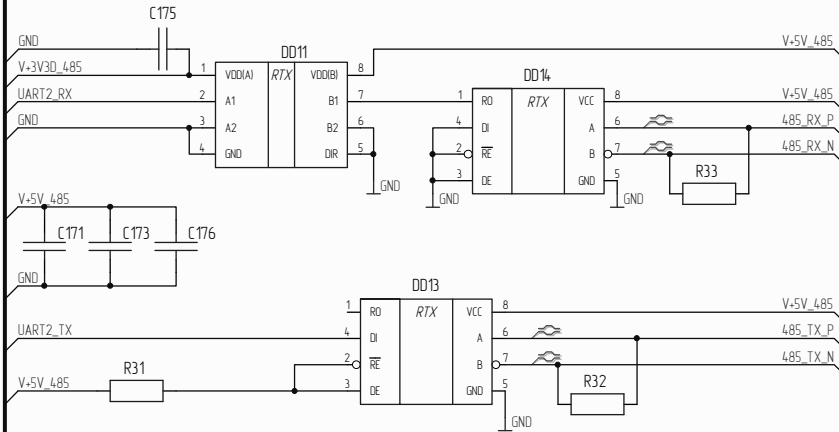 C175
GND
V+3V3D_485
UART2_RX
GND
DD11
1 VDD(A) RTX VDD(B) 8
2 A1 B1 7
3 A2 B2 6
4 GND DIR 5
GND
V+5V_485
DD14
1 RO RTX VCC 8
4 DI A 6
2 RE B 7
3 DE GND 5
GND
GND
V+5V_485
485_RX_P
485_RX_N
R33
V+5V_485
C171 C173 C176
GND
UART2_TX
R31
V+5V_485
DD13
1 RO RTX VCC 8
4 DI A 6
2 RE B 7
3 DE GND 5
GND
V+5V_485
485_TX_P
485_TX_N
R32